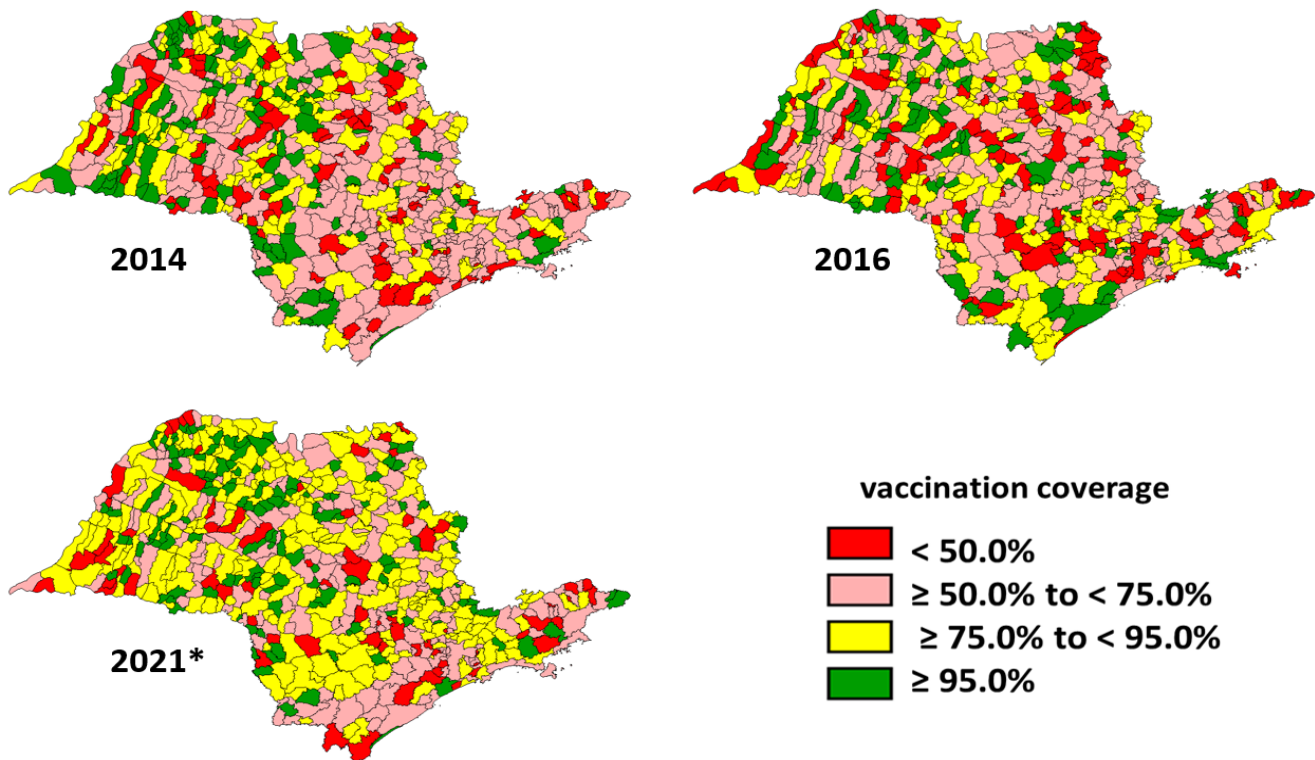 2014
2016
2021*
vaccination coverage
< 50.0%
≥ 50.0% to < 75.0%
≥ 75.0% to < 95.0%
≥ 95.0%